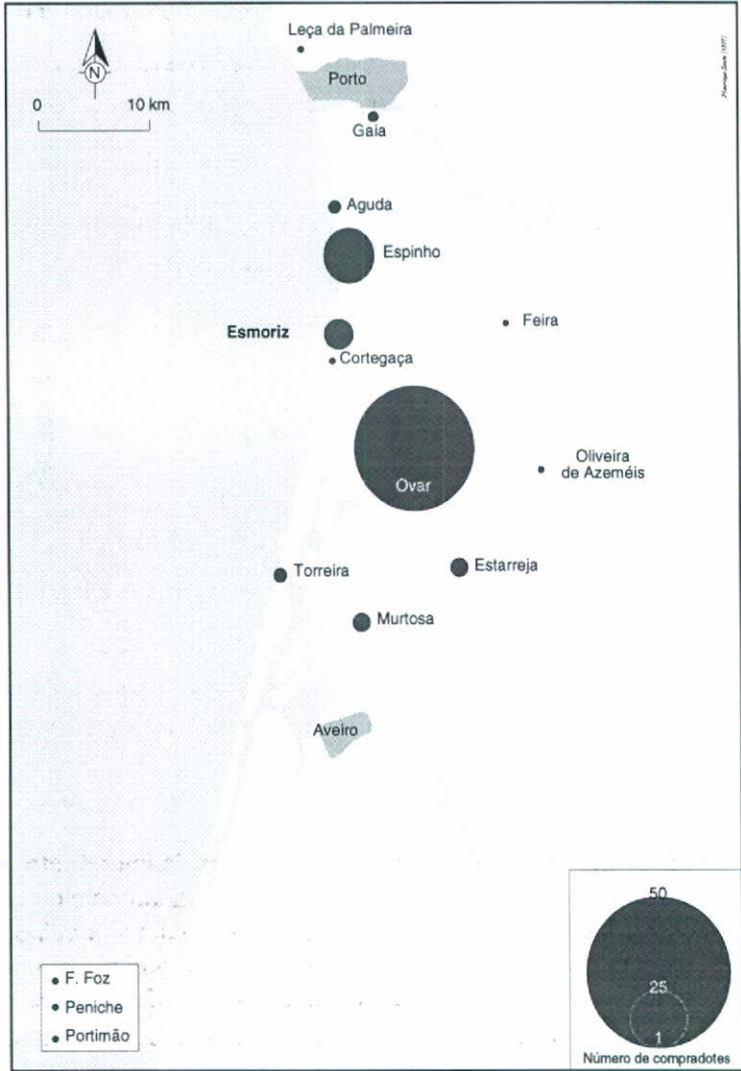 Leça da Palmeira
N
Porto
0 10 km
Gaia
Aguda
Espinho
Feira
Esmoriz
Cortegaça
Ovar
Oliveira
de Azeméis
Torreira
Estarreja
Murtosa
Aveiro
50
25
1
Número de compradotes
F. Foz
Peniche
Portimão